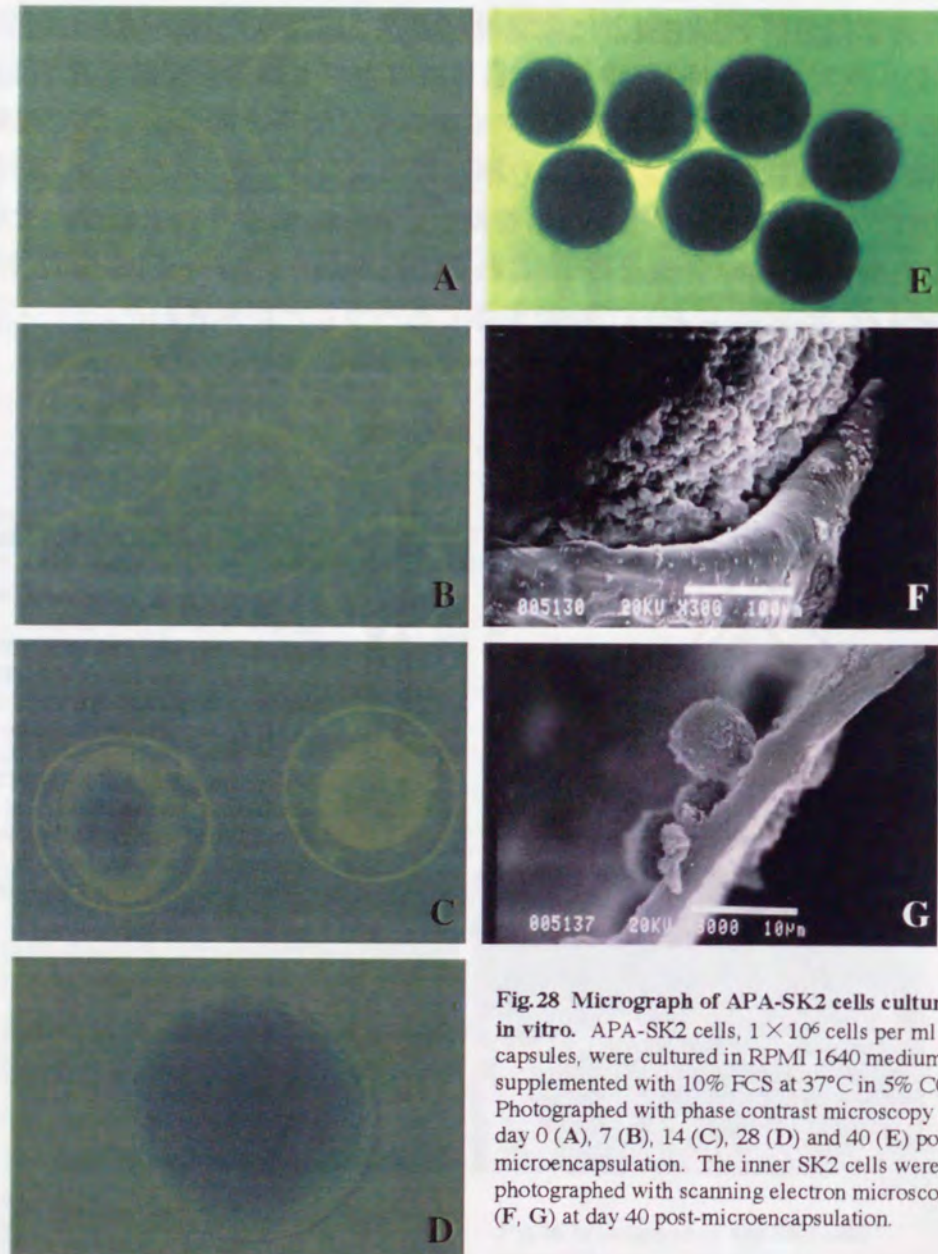 A
E
B
005130 20KV X300 100µm F
C
005137 20KV 3000 10µm G
D
Fig.28 Micrograph of APA-SK2 cells cultur
in vitro. APA-SK2 cells, 1 × 10⁶ cells per ml
capsules, were cultured in RPMI 1640 medium
supplemented with 10% FCS at 37°C in 5% C
Photographed with phase contrast microscopy
day 0 (A), 7 (B), 14 (C), 28 (D) and 40 (E) po
microencapsulation. The inner SK2 cells were
photographed with scanning electron microsco
(F, G) at day 40 post-microencapsulation.